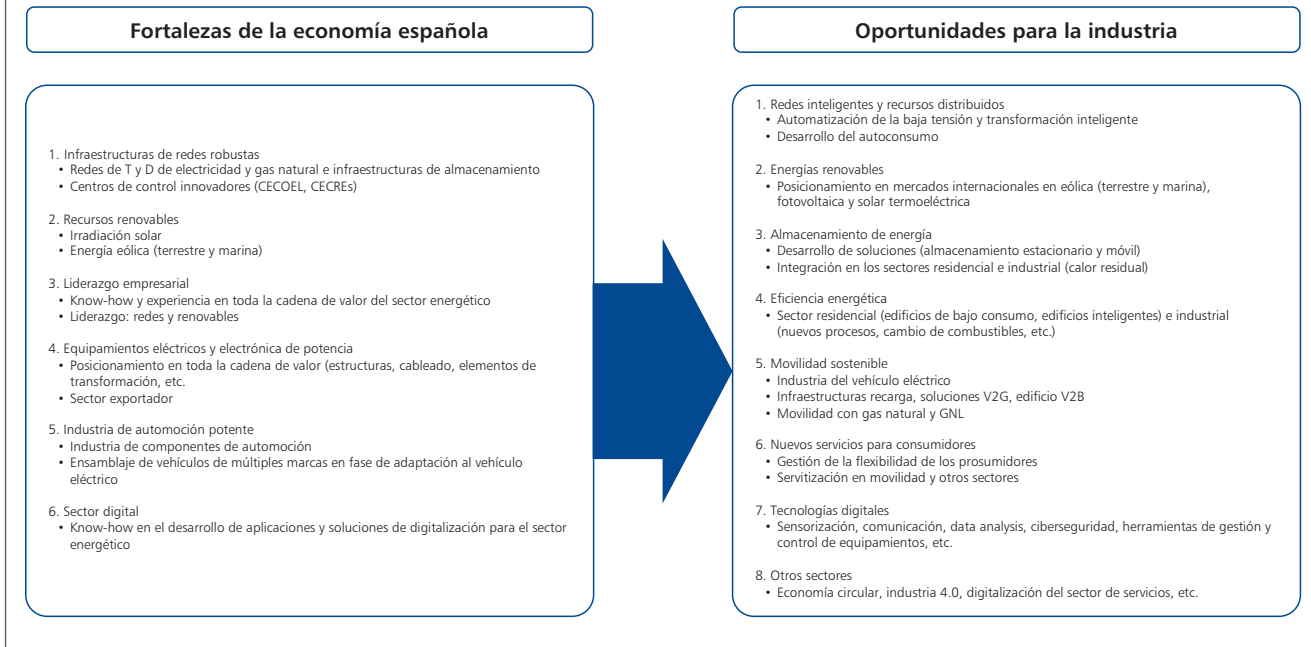 Fortalezas de la economía española
1. Infraestructuras de redes robustas
• Redes de T y D de electricidad y gas natural e infraestructuras de almacenamiento
• Centros de control innovadores (CECOEL, CECREs)
2. Recursos renovables
• Irradiación solar
• Energía eólica (terrestre y marina)
3. Liderazgo empresarial
• Know-how y experiencia en toda la cadena de valor del sector energético
• Liderazgo: redes y renovables
4. Equipamientos eléctricos y electrónica de potencia
• Posicionamiento en toda la cadena de valor (estructuras, cableado, elementos de
transformación, etc.
• Sector exportador
5. Industria de automoción potente
• Industria de componentes de automoción
• Ensamblaje de vehículos de múltiples marcas en fase de adaptación al vehículo
eléctrico
6. Sector digital
• Know-how en el desarrollo de aplicaciones y soluciones de digitalización para el sector
energético
Oportunidades para la industria
1. Redes inteligentes y recursos distribuidos
• Automatización de la baja tensión y transformación inteligente
• Desarrollo del autoconsumo
2. Energías renovables
• Posicionamiento en mercados internacionales en eólica (terrestre y marina),
fotovoltaica y solar termoeléctrica
3. Almacenamiento de energía
• Desarrollo de soluciones (almacenamiento estacionario y móvil)
• Integración en los sectores residencial e industrial (calor residual)
4. Eficiencia energética
• Sector residencial (edificios de bajo consumo, edificios inteligentes) e industrial
(nuevos procesos, cambio de combustibles, etc.)
5. Movilidad sostenible
• Industria del vehículo eléctrico
• Infraestructuras recarga, soluciones V2G, edificio V2B
• Movilidad con gas natural y GNL
6. Nuevos servicios para consumidores
• Gestión de la flexibilidad de los prosumidores
• Servitización en movilidad y otros sectores
7. Tecnologías digitales
• Sensorización, comunicación, data analysis, ciberseguridad, herramientas de gestión y
control de equipamientos, etc.
8. Otros sectores
• Economía circular, industria 4.0, digitalización del sector de servicios, etc.